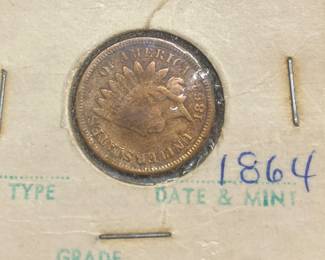 UNITED STATES OF AMERICA
1864
TYPE DATE & MINT
GRADE